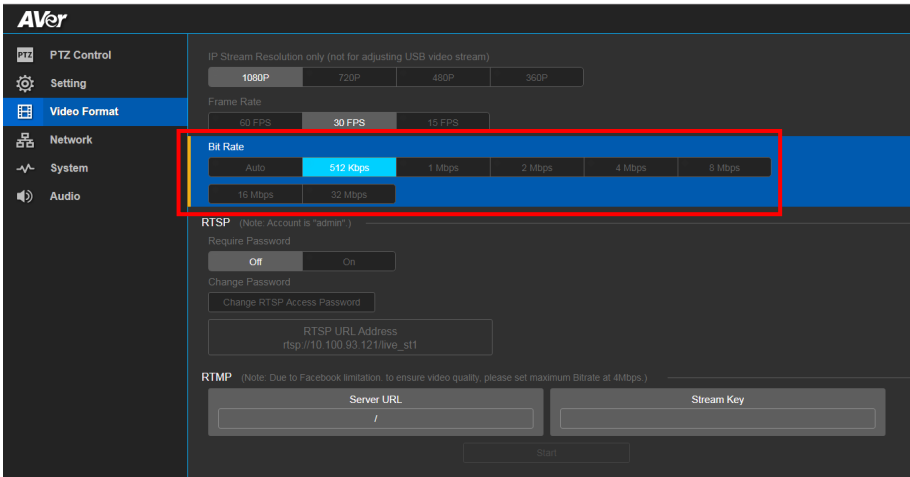 AVer
PTZ PTZ Control
Setting
Video Format
Network
System
Audio
IP Stream Resolution only (not for adjusting USB video stream)
1080P 720P 480P 360P
Frame Rate
60 FPS 30 FPS 15 FPS
Bit Rate
Auto 512 Kbps 1 Mbps 2 Mbps 4 Mbps 8 Mbps
16 Mbps 32 Mbps
RTSP (Note: Account is "admin".)
Require Password
Off On
Change Password
Change RTSP Access Password
RTSP URL Address
rtsp://10.100.93.121/live_st1
RTMP (Note: Due to Facebook limitation. to ensure video quality, please set maximum Bitrate at 4Mbps.)
Server URL Stream Key
/
Start